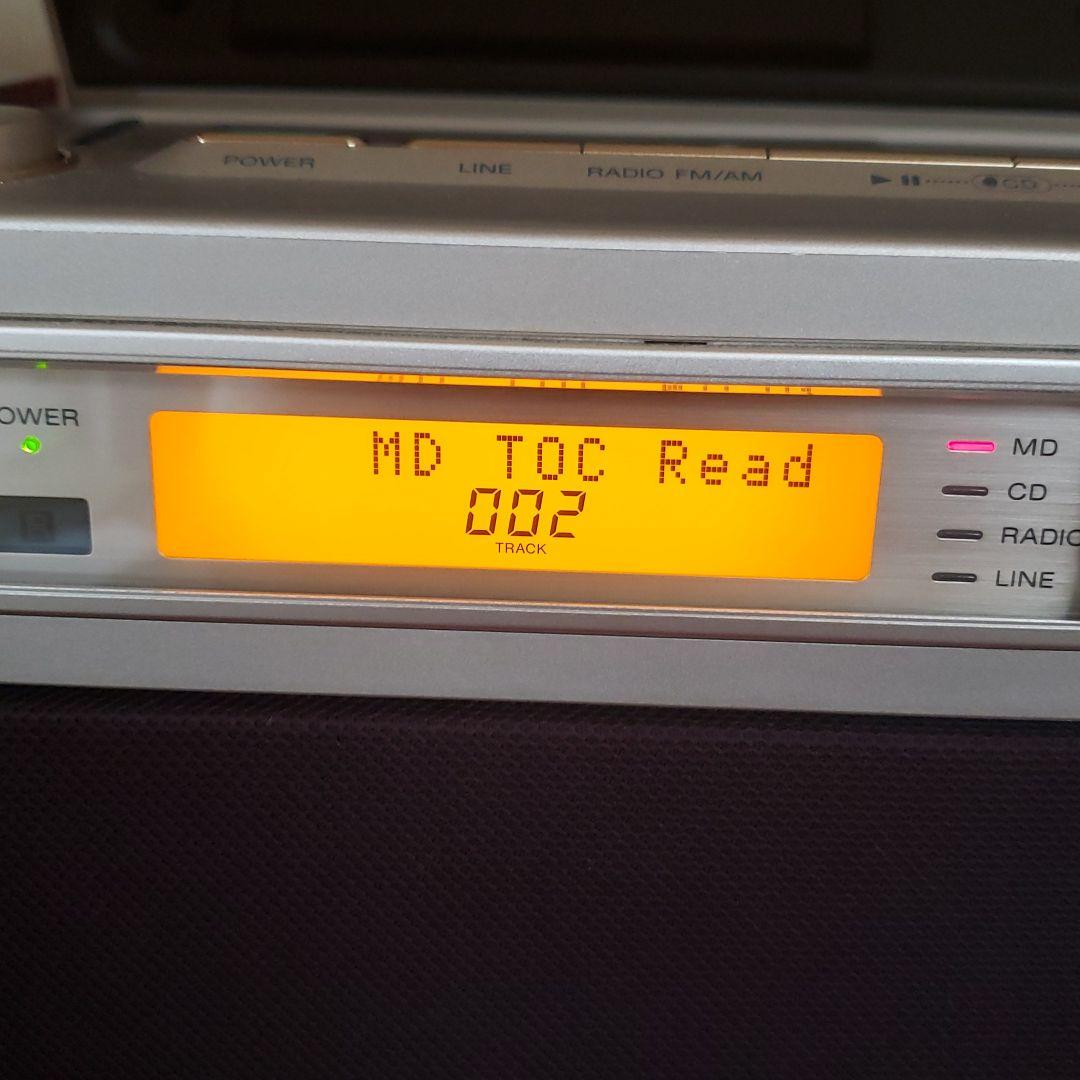 POWER
LINE
RADIO FM/AM
CD
OWER
MD TOC Read
002
TRACK
MD
CD
RADIO
LINE